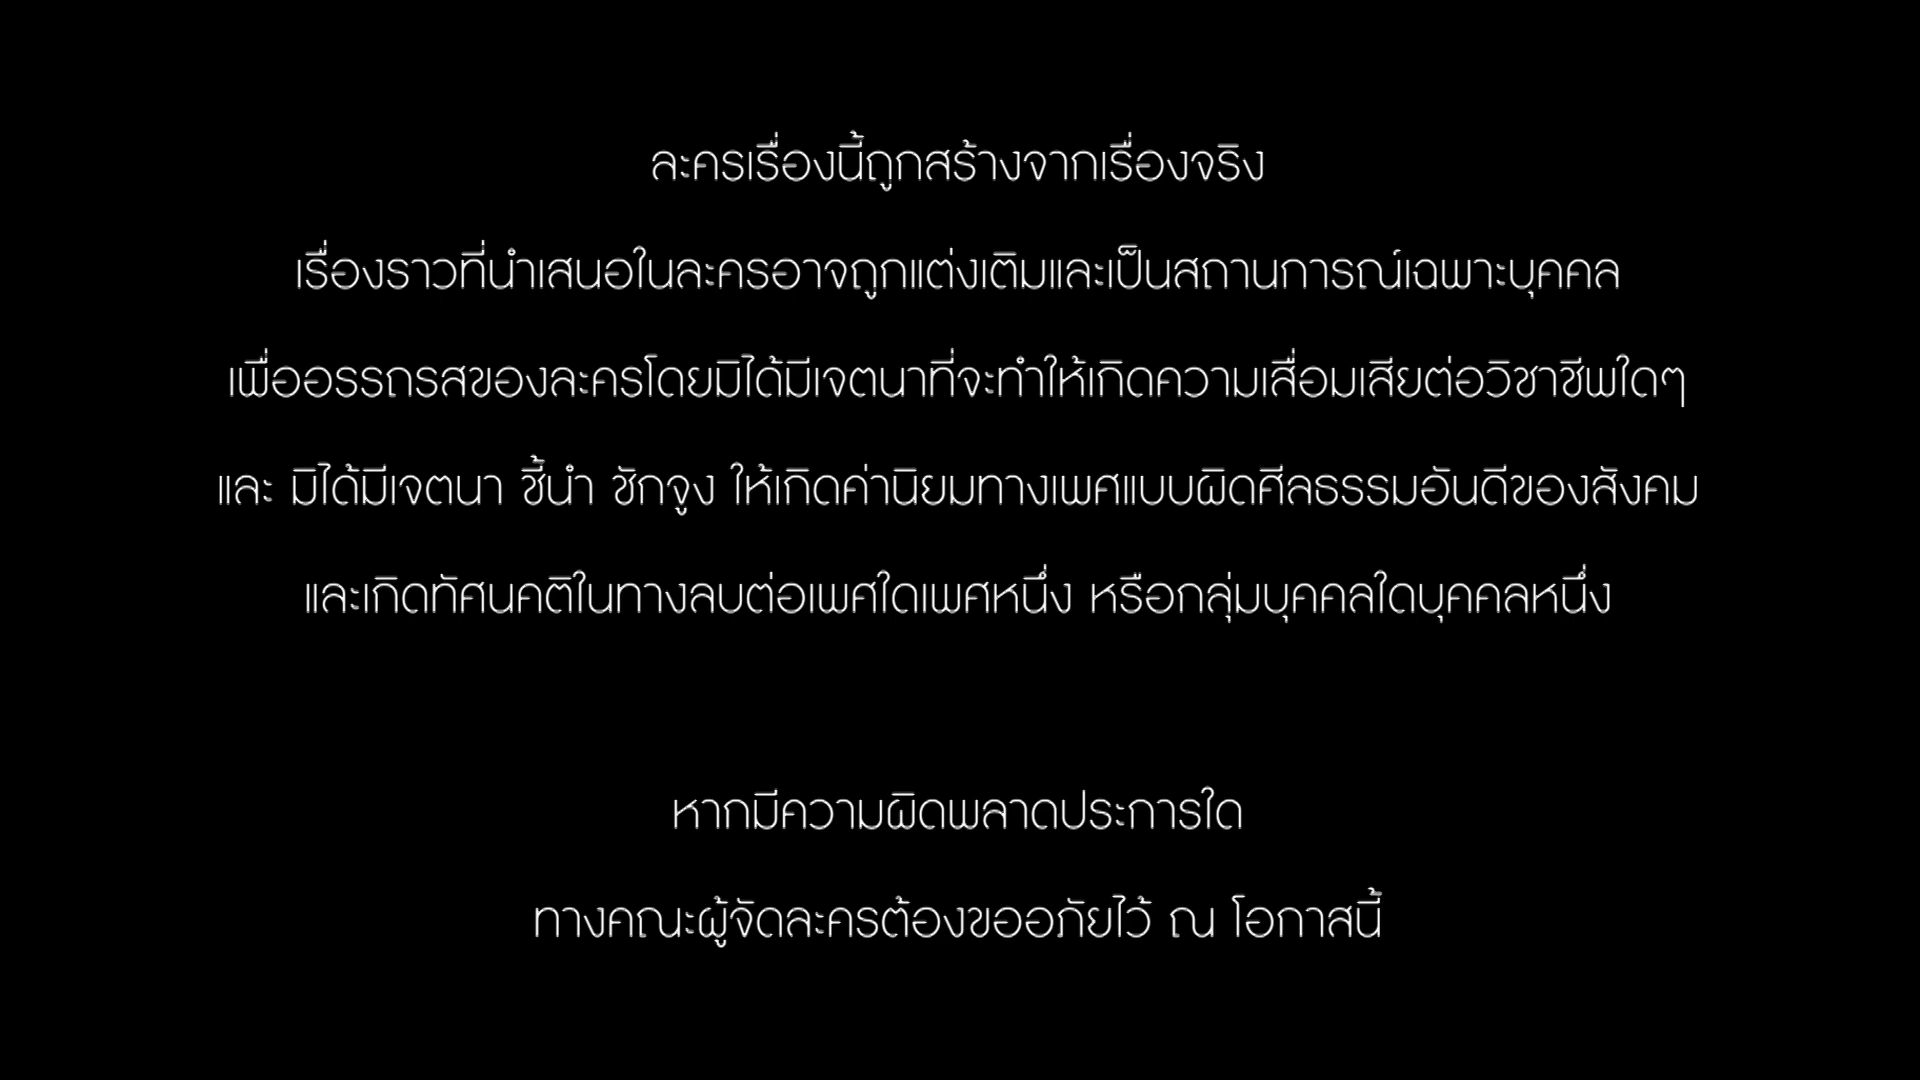 ละครเรื่องนี้ถูกสร้างจากเรื่องจริง
เรื่องราวที่นำเสนอในละครอาจถูกแต่งเติมและเป็นสถานการณ์เฉพาะบุคคล
เพื่ออรรถรสของละครโดยมิได้มีเจตนาที่จะทำให้เกิดความเสื่อมเสียต่อวิชาชีพใดๆ
และ มิได้มีเจตนา ชี้นำ ชักจูง ให้เกิดค่านิยมทางเพศแบบผิดศีลธรรมอันดีของสังคม
และเกิดทัศนคติในทางลบต่อเพศใดเพศหนึ่ง หรือกลุ่มบุคคลใดบุคคลหนึ่ง
หากมีความผิดพลาดประการใด
ทางคณะผู้จัดละครต้องขออภัยไว้ ณ โอกาสนี้